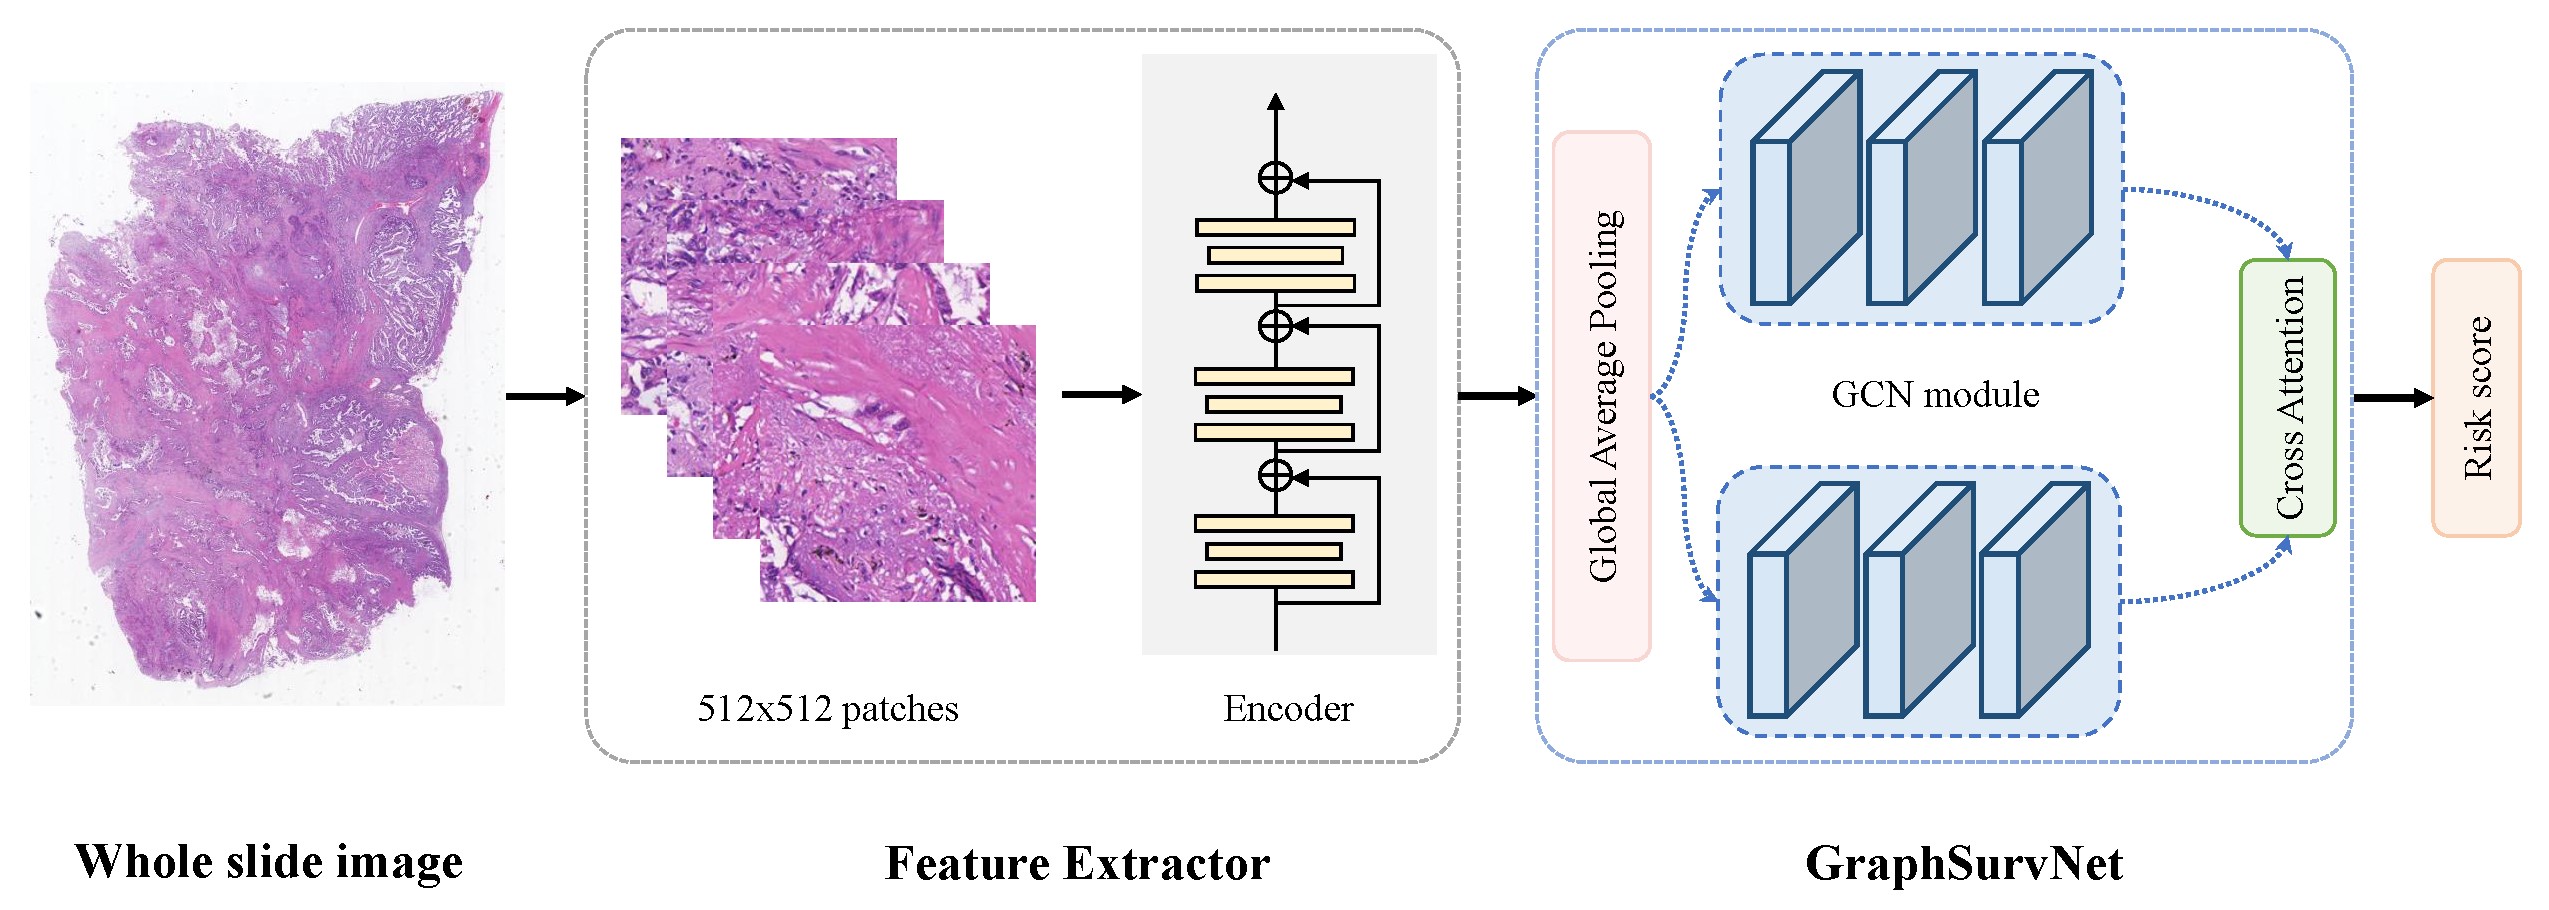 512x512 patches
Encoder
Global Average Pooling
GCN module
Cross Attention
Risk score
Whole slide image
Feature Extractor
GraphSurvNet